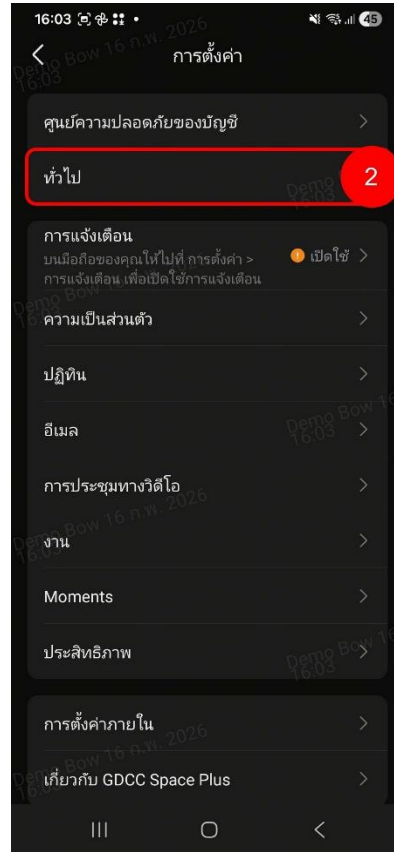 16:03
45
การตั้งค่า
ศูนย์ความปลอดภัยของบัญชี
ทั่วไป
2
การแจ้งเตือน
บนมือถือของคุณให้ไปที่ การตั้งค่า >
การแจ้งเตือน เพื่อเปิดใช้การแจ้งเตือน
เปิดใช้
ความเป็นส่วนตัว
ปฏิทิน
อีเมล
การประชุมทางวิดีโอ
งาน
Moments
ประสิทธิภาพ
การตั้งค่าภายใน
เกี่ยวกับ GDCC Space Plus
Demo Bow 16 ก.พ. 2026
16:03